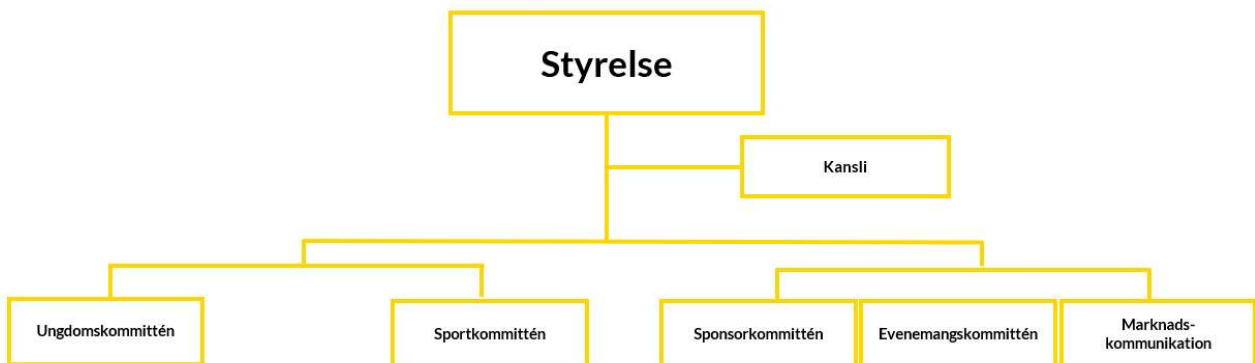 Styrelse
Kansli
Ungdomskommittén
Sportkommittén
Sponsorkommittén
Evenemangskommittén
Marknads-
kommunikation